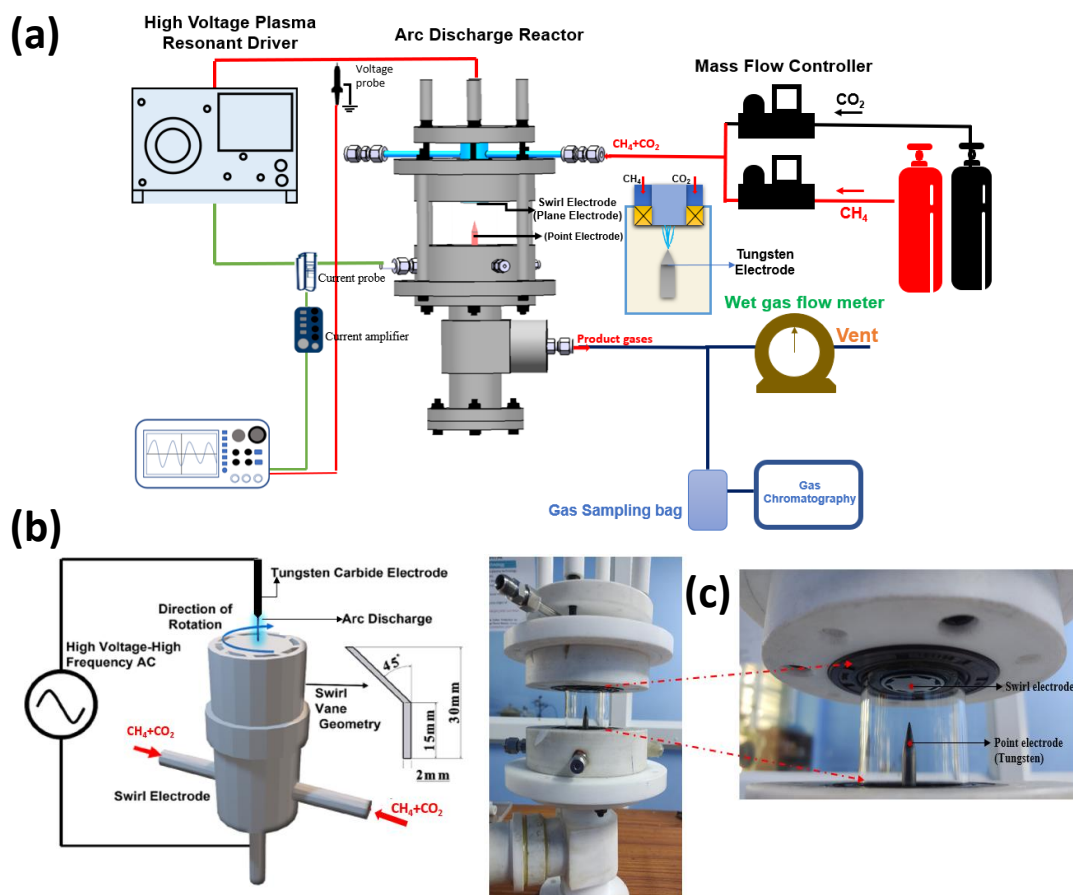 (a)
High Voltage Plasma
Resonant Driver
Arc Discharge Reactor
Voltage
probe
Mass Flow Controller
CO2
CH4+CO2
CH4
CH4
CO2
Swirl Electrode
(Plane Electrode)
(Point Electrode)
Tungsten
Electrode
Current probe
Current amplifier
Wet gas flow meter
Vent
Product gases
Gas Sampling bag
Gas
Chromatography
(b)
Tungsten Carbide Electrode
Direction of
Rotation
Arc Discharge
High Voltage-High
Frequency AC
45°
Swirl
Vane
Geometry
15mm
30mm
2mm
CH4+CO2
Swirl Electrode
CH4+CO2
(c)
Swirl electrode
Point electrode
(Tungsten)